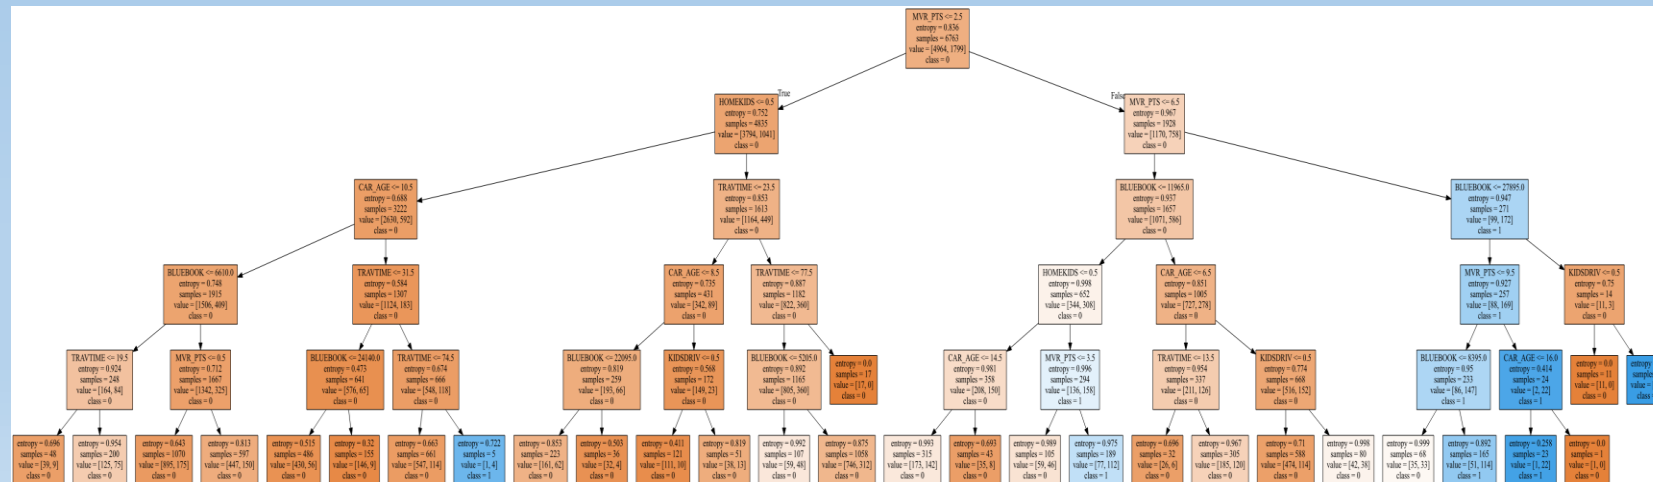 MVR_PTS <= 2.5
entropy = 0.836
samples = 6763
value = [4964, 1799]
class = 0
True
False
HOMEKIDS <= 0.5
entropy = 0.752
samples = 4835
value = [3794, 1041]
class = 0
MVR_PTS <= 6.5
entropy = 0.967
samples = 1928
value = [1170, 758]
class = 0
CAR_AGE <= 10.5
entropy = 0.688
samples = 3222
value = [2630, 592]
class = 0
TRAVTIME <= 23.5
entropy = 0.853
samples = 1613
value = [1164, 449]
class = 0
BLUEBOOK <= 11965.0
entropy = 0.937
samples = 1657
value = [1071, 586]
class = 0
BLUEBOOK <= 27895.0
entropy = 0.947
samples = 271
value = [99, 172]
class = 1
BLUEBOOK <= 6610.0
entropy = 0.748
samples = 1915
value = [1506, 409]
class = 0
TRAVTIME <= 31.5
entropy = 0.584
samples = 1307
value = [1124, 183]
class = 0
CAR_AGE <= 8.5
entropy = 0.735
samples = 431
value = [342, 89]
class = 0
TRAVTIME <= 77.5
entropy = 0.887
samples = 1182
value = [822, 360]
class = 0
HOMEKIDS <= 0.5
entropy = 0.998
samples = 652
value = [344, 308]
class = 0
CAR_AGE <= 6.5
entropy = 0.851
samples = 1005
value = [727, 278]
class = 0
MVR_PTS <= 9.5
entropy = 0.927
samples = 257
value = [88, 169]
class = 1
KIDSDRIV <= 0.5
entropy = 0.75
samples = 14
value = [11, 3]
class = 0
TRAVTIME <= 19.5
entropy = 0.924
samples = 248
value = [164, 84]
class = 0
MVR_PTS <= 0.5
entropy = 0.712
samples = 1667
value = [1342, 325]
class = 0
BLUEBOOK <= 24140.0
entropy = 0.473
samples = 641
value = [576, 65]
class = 0
TRAVTIME <= 74.5
entropy = 0.674
samples = 666
value = [548, 118]
class = 0
BLUEBOOK <= 22095.0
entropy = 0.819
samples = 259
value = [193, 66]
class = 0
KIDSDRIV <= 0.5
entropy = 0.568
samples = 172
value = [149, 23]
class = 0
BLUEBOOK <= 5205.0
entropy = 0.892
samples = 1165
value = [805, 360]
class = 0
entropy = 0.0
samples = 17
value = [17, 0]
class = 0
CAR_AGE <= 14.5
entropy = 0.981
samples = 358
value = [208, 150]
class = 0
MVR_PTS <= 3.5
entropy = 0.996
samples = 294
value = [136, 158]
class = 1
TRAVTIME <= 13.5
entropy = 0.954
samples = 337
value = [211, 126]
class = 0
KIDSDRIV <= 0.5
entropy = 0.774
samples = 668
value = [516, 152]
class = 0
BLUEBOOK <= 8395.0
entropy = 0.95
samples = 233
value = [86, 147]
class = 1
CAR_AGE <= 16.0
entropy = 0.414
samples = 24
value = [2, 22]
class = 1
entropy = 0.0
samples = 11
value = [11, 0]
class = 0
entropy = 0.696
samples = 48
value = [39, 9]
class = 0
entropy = 0.954
samples = 200
value = [125, 75]
class = 0
entropy = 0.643
samples = 1070
value = [895, 175]
class = 0
entropy = 0.813
samples = 597
value = [447, 150]
class = 0
entropy = 0.515
samples = 486
value = [430, 56]
class = 0
entropy = 0.32
samples = 155
value = [146, 9]
class = 0
entropy = 0.663
samples = 661
value = [547, 114]
class = 0
entropy = 0.722
samples = 5
value = [1, 4]
class = 1
entropy = 0.853
samples = 223
value = [161, 62]
class = 0
entropy = 0.503
samples = 36
value = [32, 4]
class = 0
entropy = 0.411
samples = 121
value = [111, 10]
class = 0
entropy = 0.819
samples = 51
value = [38, 13]
class = 0
entropy = 0.992
samples = 107
value = [59, 48]
class = 0
entropy = 0.875
samples = 1058
value = [746, 312]
class = 0
entropy = 0.993
samples = 315
value = [173, 142]
class = 0
entropy = 0.693
samples = 43
value = [35, 8]
class = 0
entropy = 0.989
samples = 105
value = [59, 46]
class = 0
entropy = 0.975
samples = 189
value = [77, 112]
class = 1
entropy = 0.696
samples = 32
value = [26, 6]
class = 0
entropy = 0.967
samples = 305
value = [185, 120]
class = 0
entropy = 0.71
samples = 588
value = [474, 114]
class = 0
entropy = 0.998
samples = 80
value = [42, 38]
class = 0
entropy = 0.999
samples = 68
value = [35, 33]
class = 0
entropy = 0.892
samples = 165
value = [51, 114]
class = 1
entropy = 0.258
samples = 23
value = [1, 22]
class = 1
entropy = 0.0
samples = 1
value = [1, 0]
class = 0